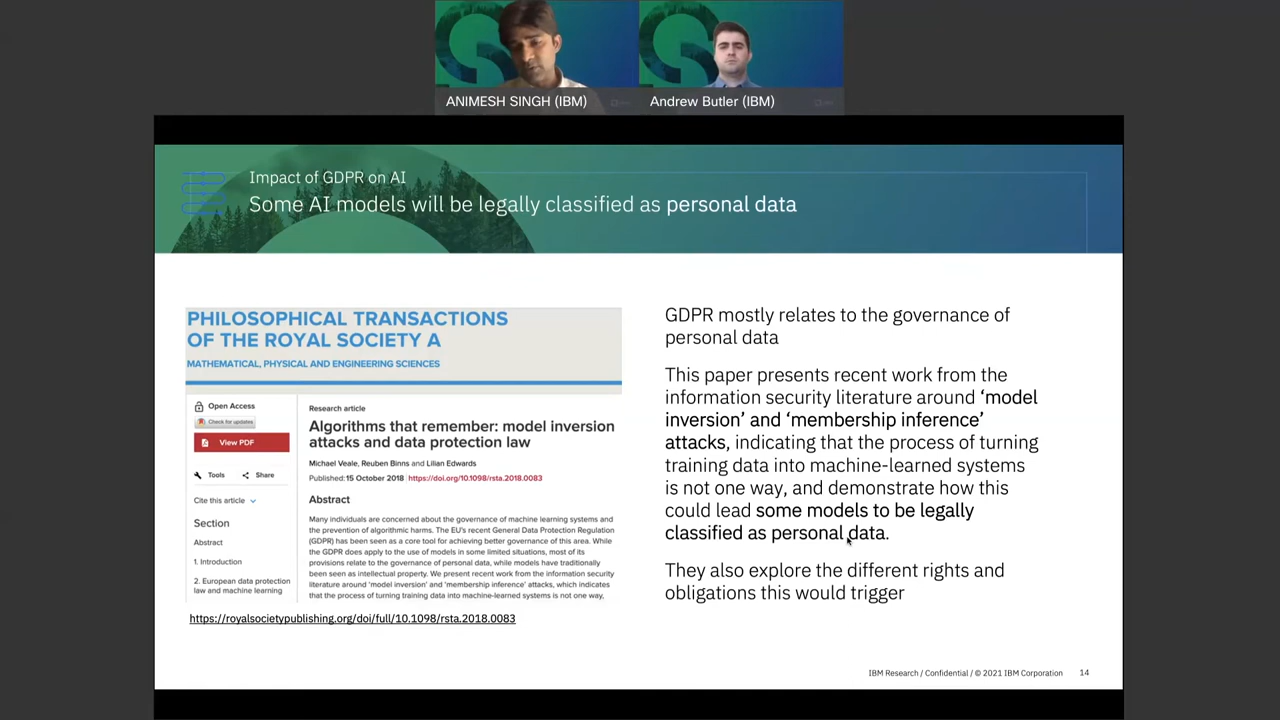 ANIMESH SINGH (IBM)
Andrew Butler (IBM)
Impact of GDPR on AI
Some AI models will be legally classified as personal data
PHILOSOPHICAL TRANSACTIONS
OF THE ROYAL SOCIETY A
MATHEMATICAL, PHYSICAL AND ENGINEERING SCIENCES
Open Access
Check for updates
View PDF
Tools
Share
Cite this article
Section
Abstract
1. Introduction
2. European data protection
law and machine learning
Research article
Algorithms that remember: model inversion
attacks and data protection law
Michael Veale, Reuben Binns and Lilian Edwards
Published:15 October 2018 https://doi.org/10.1098/rsta.2018.0083
Abstract
Many individuals are concerned about the governance of machine learning systems and
the prevention of algorithmic harms. The EU's recent General Data Protection Regulation
(GDPR) has been seen as a core tool for achieving better governance of this area. While
the GDPR does apply to the use of models in some limited situations, most of its
provisions relate to the governance of personal data, while models have traditionally
been seen as intellectual property. We present recent work from the information security
literature around 'model inversion' and 'membership inference' attacks, which indicates
that the process of turning training data into machine-learned systems is not one way,
https://royalsocietypublishing.org/doi/full/10.1098/rsta.2018.0083
GDPR mostly relates to the governance of
personal data
This paper presents recent work from the
information security literature around ‘model
inversion’ and ‘membership inference’
attacks, indicating that the process of turning
training data into machine-learned systems
is not one way, and demonstrate how this
could lead some models to be legally
classified as personal data.
They also explore the different rights and
obligations this would trigger
IBM Research / Confidential / © 2021 IBM Corporation
14